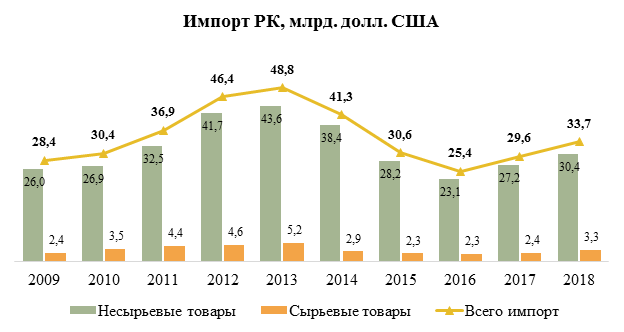 Импорт РК, млрд. долл. США
28,4 30,4 36,9 46,4 48,8 41,3 30,6 25,4 29,6 33,7
26,0 26,9 32,5 41,7 43,6 38,4 28,2 23,1 27,2 30,4
2,4 3,5 4,4 4,6 5,2 2,9 2,3 2,3 2,4 3,3
2009 2010 2011 2012 2013 2014 2015 2016 2017 2018
Несырьевые товары Сырьевые товары Всего импорт